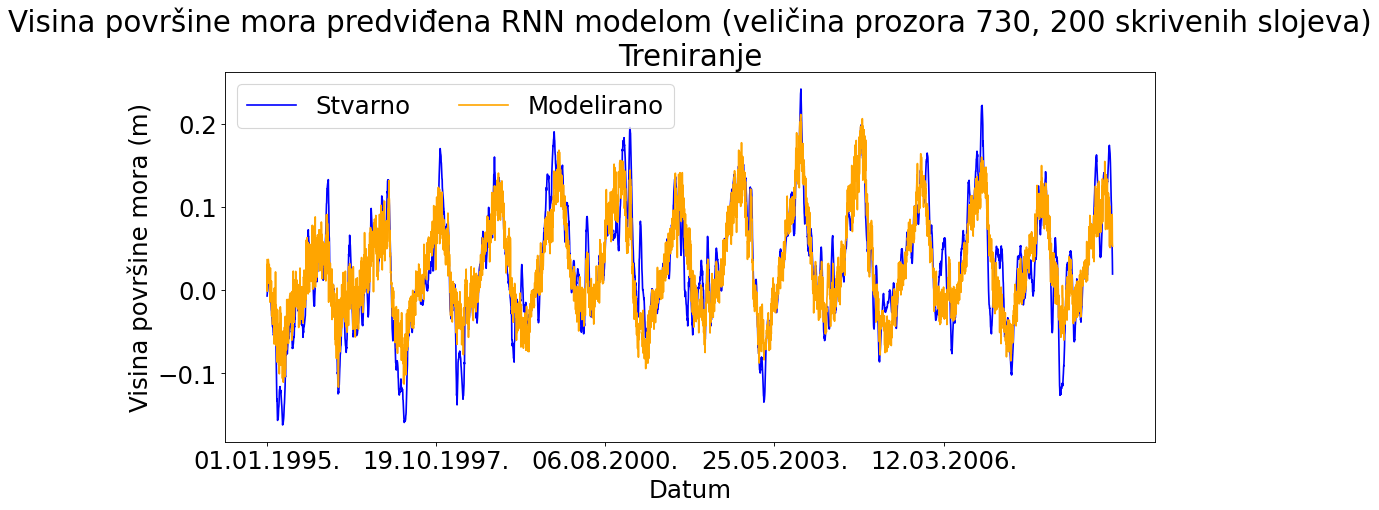 Visina površine mora predviđena RNN modelom (veličina prozora 730, 200 skrivenih slojeva)
Treniranje
Stvarno Modelirano
Visina površine mora (m)
0.2
0.1
0.0
−0.1
01.01.1995. 19.10.1997. 06.08.2000. 25.05.2003. 12.03.2006.
Datum